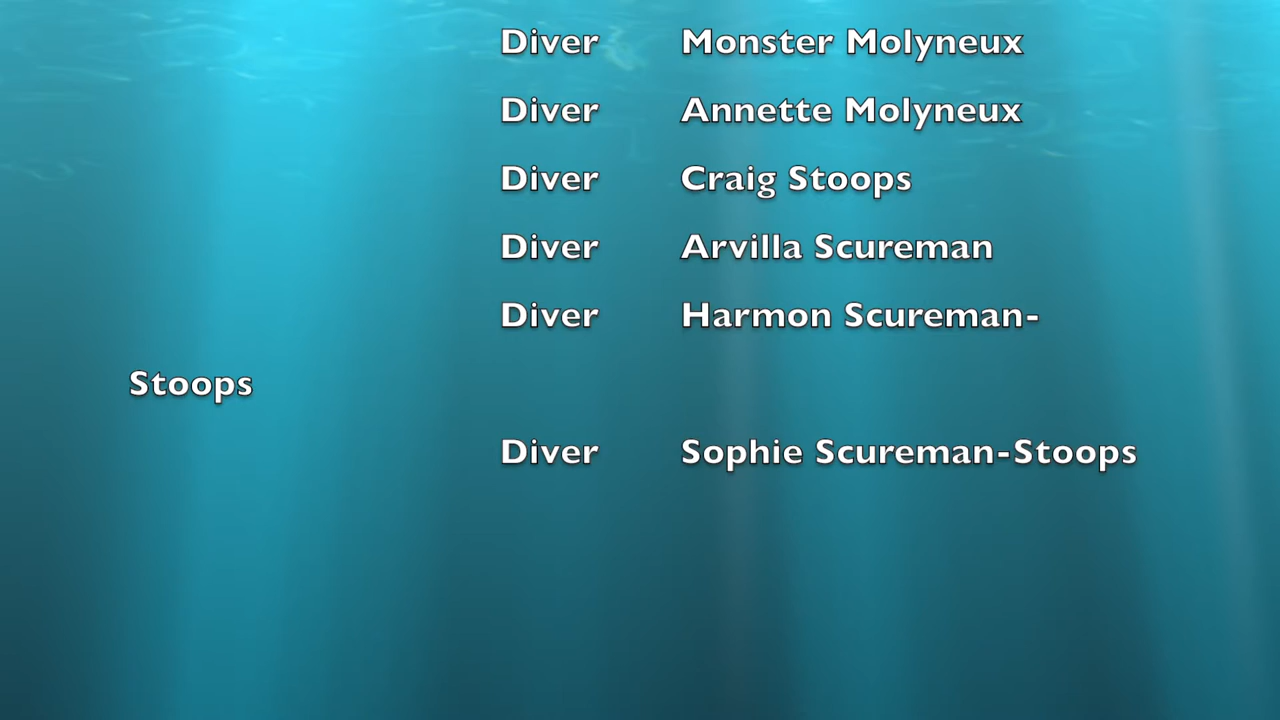 Diver Monster Molyneux
Diver Annette Molyneux
Diver Craig Stoops
Diver Arvilla Scureman
Diver Harmon Scureman-
Stoops
Diver Sophie Scureman-Stoops